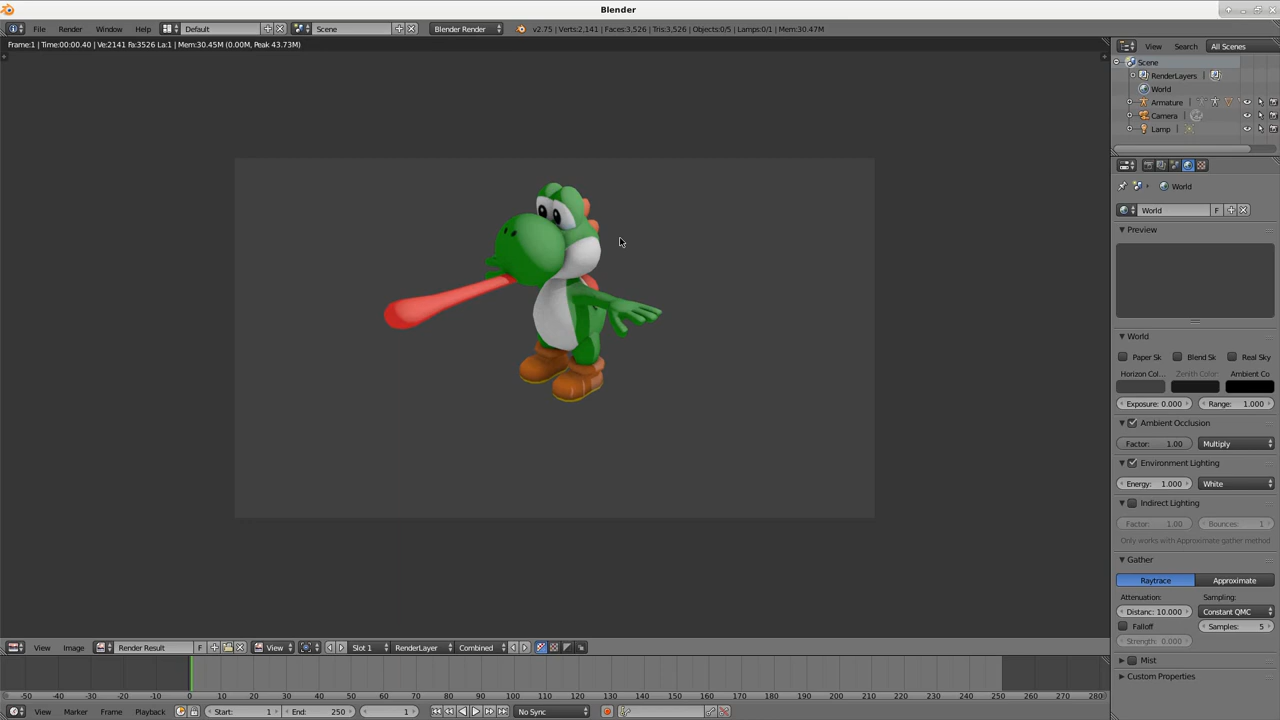 Blender
File Render Window Help Default Scene Blender Render v2.75 | Verts:2,141 | Faces:3,526 | Tris:3,526 | Objects:0/5 | Lamps:0/1 | Mem:30.47M
Frame:1 | Time:00:00.40 | Ve:2141 Fa:3526 La:1 | Mem:30.45M (0.00M, Peak 43.73M)
View Search All Scenes
Scene
RenderLayers |
World
Armature
Camera
Lamp
World
World F
Preview
World
Paper Sk Blend Sk Real Sky
Horizon Col... Zenith Color Ambient Co
Exposure: 0.000 Range: 1.000
Ambient Occlusion
Factor: 1.00 Multiply
Environment Lighting
Energy: 1.000 White
Indirect Lighting
Factor: 1.00 Bounces: 1
Only works with Approximate gather method
Gather
Raytrace Approximate
Attenuation: Sampling:
Distanc: 10.000 Constant QMC
Falloff Samples: 5
Strength: 0.000
Mist
Custom Properties
View Image Render Result F View Slot 1 RenderLayer Combined
-50 -40 -30 -20 -10 0 10 20 30 40 50 60 70 80 90 100 110 120 130 140 150 160 170 180 190 200 210 220 230 240 250 260 270 280
View Marker Frame Playback Start: 1 End: 250 1 No Sync